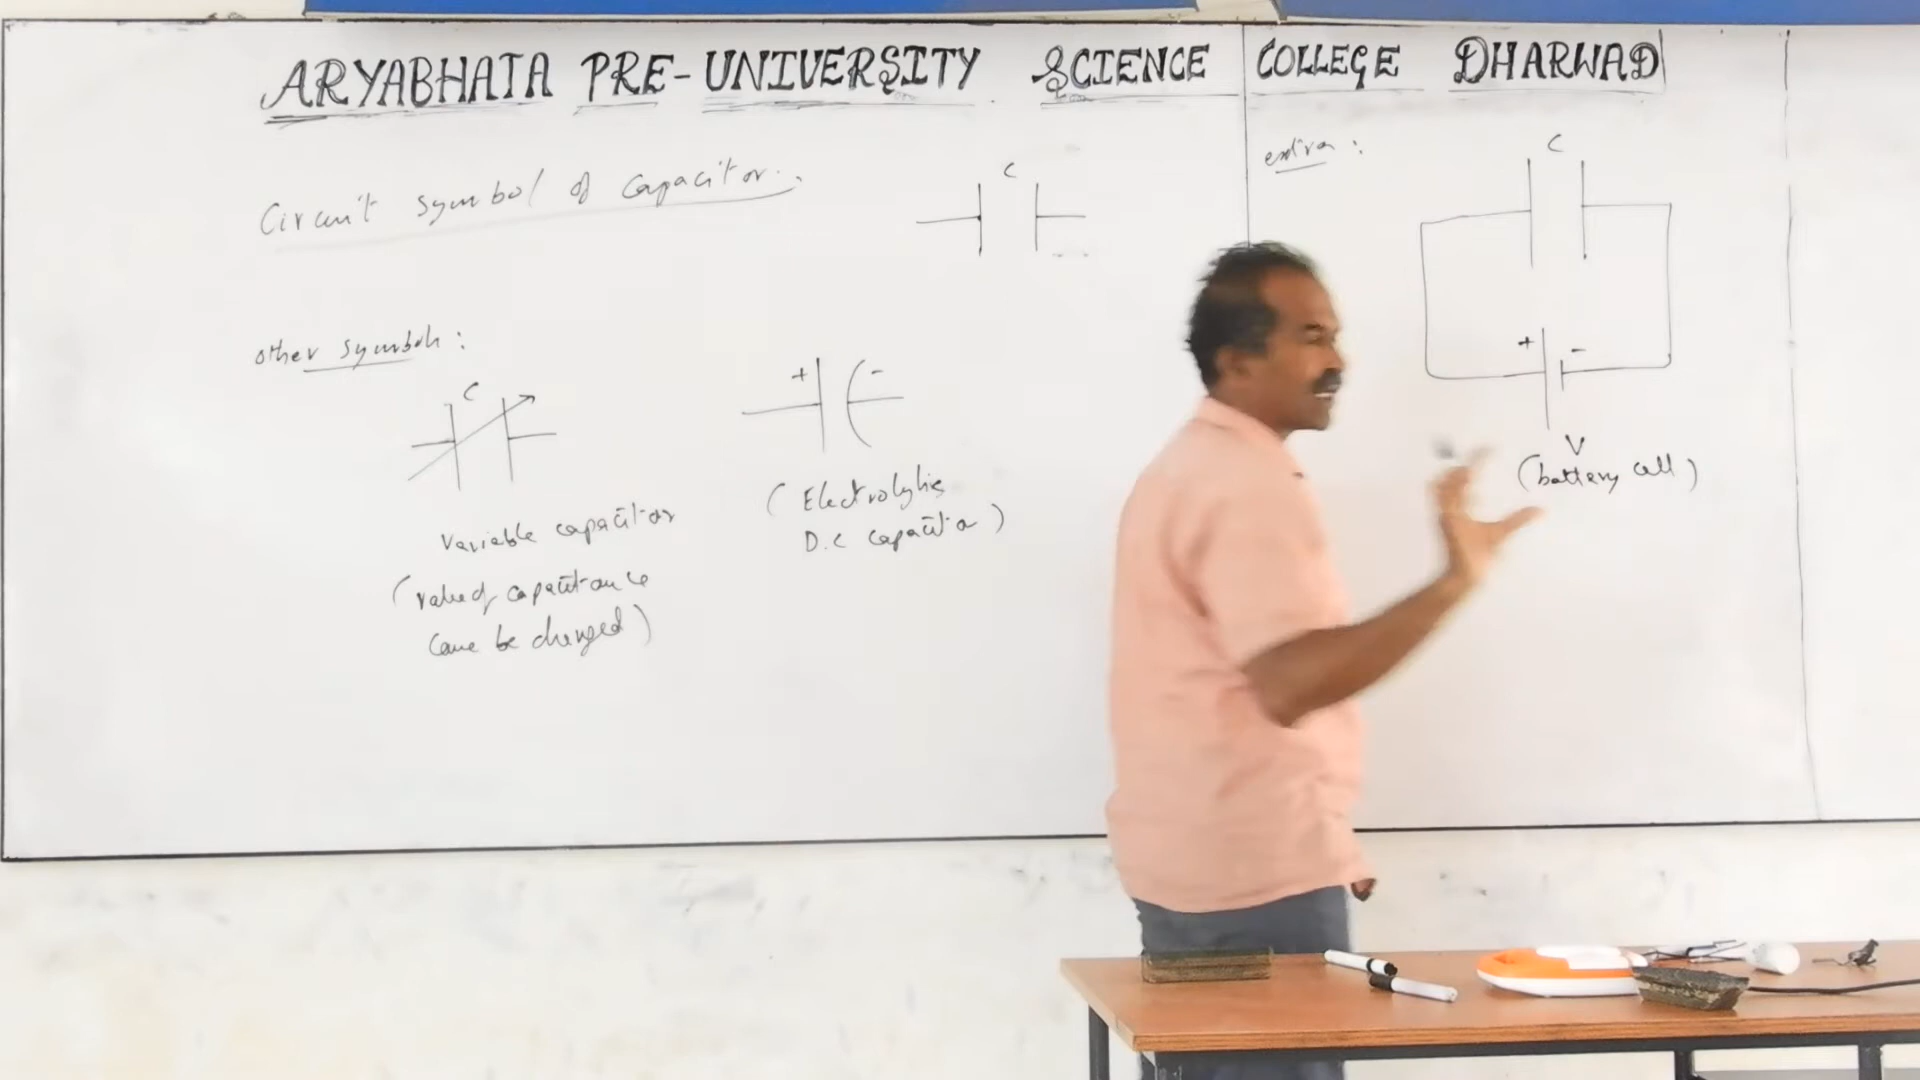 ARYABHATA PRE-UNIVERSITY SCIENCE COLLEGE DHARWAD
Circuit symbol of capacitor.
C
other symbols:
C
Variable capacitor
(value of capacitance
be changed)
+ -
(Electrolytic
D.C capacitor)
extra:
C
+ -
V
(battery cell)